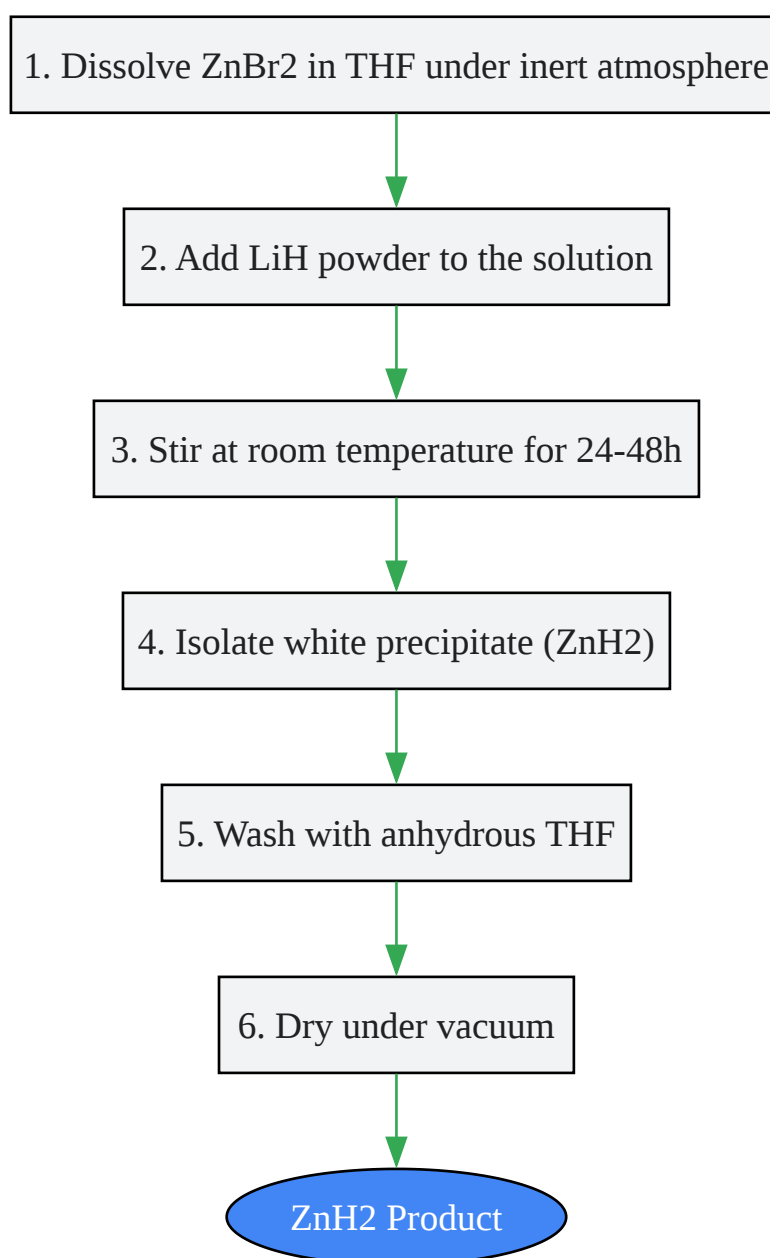 1. Dissolve ZnBr2 in THF under inert atmosphere
2. Add LiH powder to the solution
3. Stir at room temperature for 24-48h
4. Isolate white precipitate (ZnH2)
5. Wash with anhydrous THF
6. Dry under vacuum
ZnH2 Product